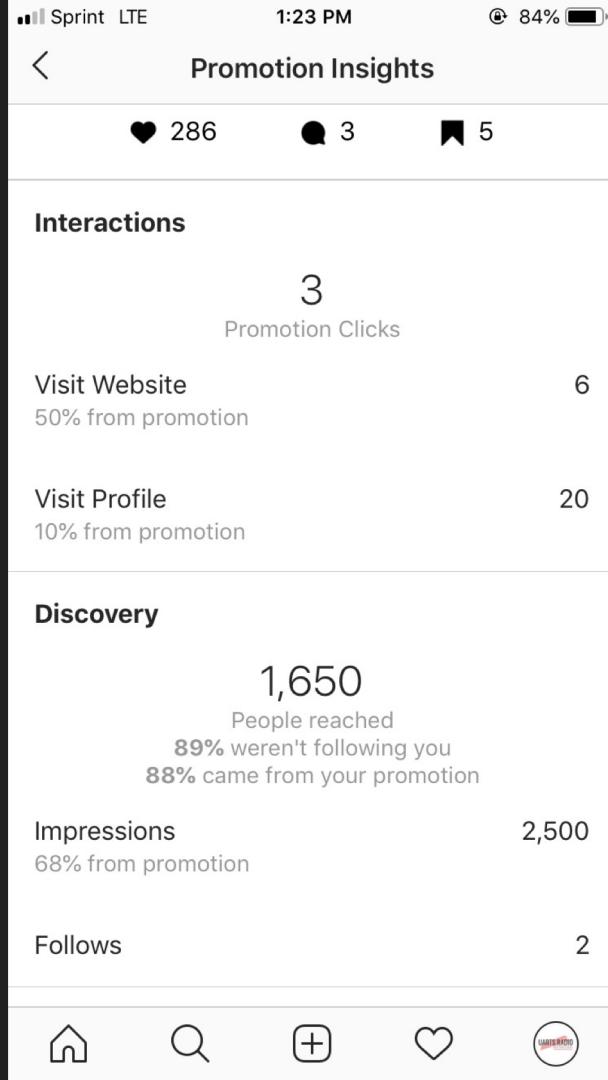 Sprint LTE 1:23 PM 84%
Promotion Insights
286 3 5
Interactions
3
Promotion Clicks
Visit Website 6
50% from promotion
Visit Profile 20
10% from promotion
Discovery
1,650
People reached
89% weren't following you
88% came from your promotion
Impressions 2,500
68% from promotion
Follows 2
UARTS RADIO